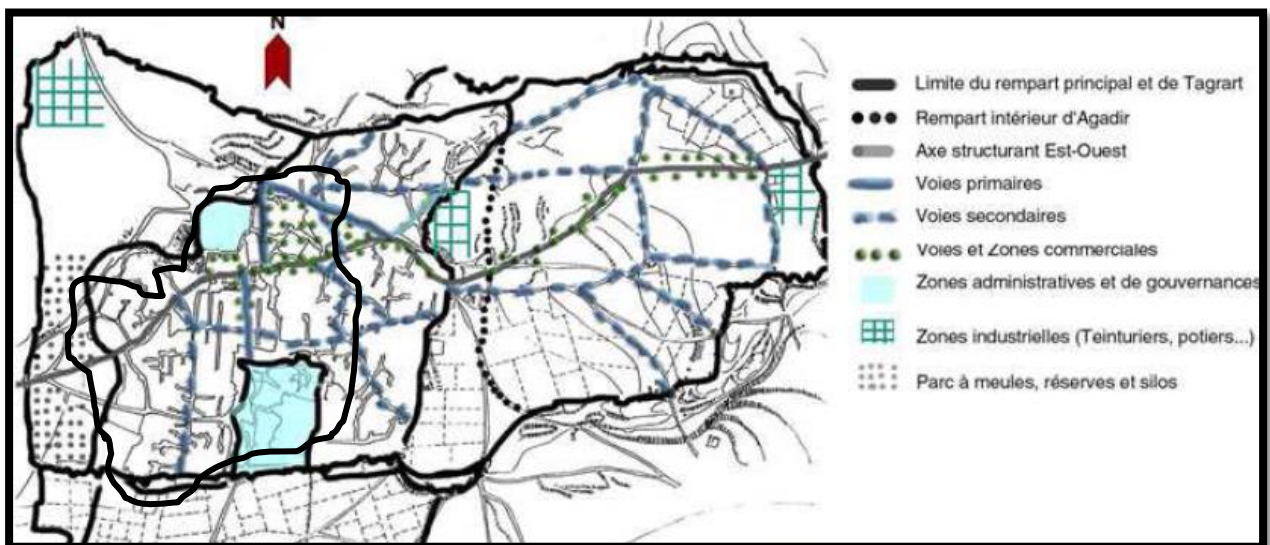 N
Limite du rempart principal et de Tagrart
Rempart intérieur d'Agadir
Axe structurant Est-Ouest
Voies primaires
Voies secondaires
Voies et Zones commerciales
Zones administratives et de gouvernances
Zones industrielles (Teinturiers, potiers...)
Parc à meules, réserves et silos